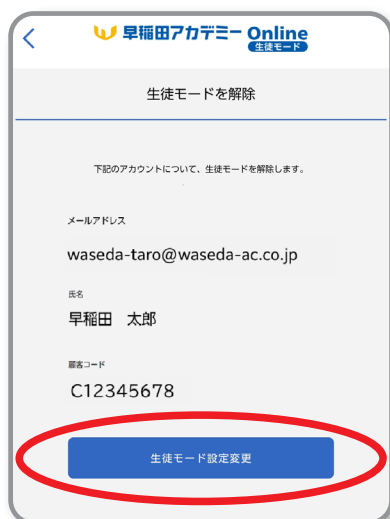 早稲田アカデミー Online
生徒モード
生徒モードを解除
下記のアカウントについて、生徒モードを解除します。
メールアドレス
waseda-taro@waseda-ac.co.jp
氏名
早稲田　太郎
顧客コード
C12345678
生徒モード設定変更